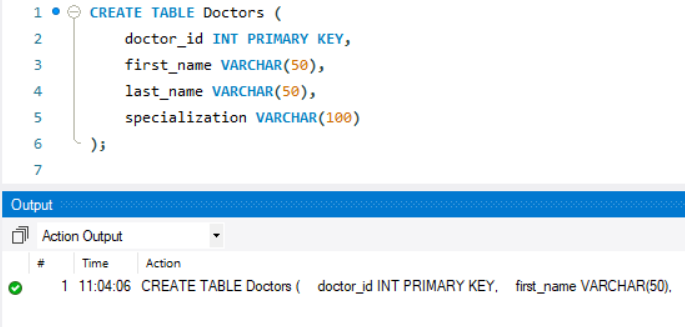 1 CREATE TABLE Doctors (
2 doctor_id INT PRIMARY KEY,
3 first_name VARCHAR(50),
4 last_name VARCHAR(50),
5 specialization VARCHAR(100)
6 );
7
Output
Action Output
# Time Action
1 11:04:06 CREATE TABLE Doctors ( doctor_id INT PRIMARY KEY, first_name VARCHAR(50),